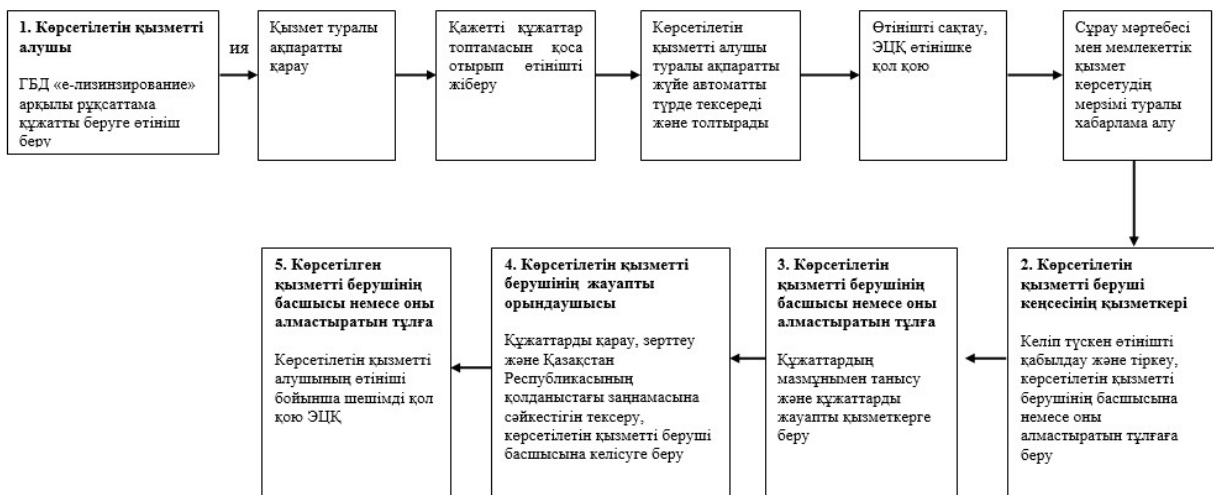 1. Көрсетілетін қызметті
алушы
ГБД «е-лизинзирование»
арқылы рұқсаттама
құжатты беруге өтініш
беру
ия
Қызмет туралы
ақпаратты
қарау
Қажетті құжаттар
топтамасын қоса
отырып өтінішті
жіберу
Көрсетілетін
қызметті алушы
туралы ақпаратты
жүйе автоматты
түрде тексереді
және толтырады
Өтінішті сақтау,
ЭЦҚ өтінішке
қол қою
Сұрау мәртебесі
мен мемлекеттік
қызмет
көрсетудің
мерзімі туралы
хабарлама алу
2. Көрсетілетін
қызметті беруші
кеңсесінің қызметкері
Келіп түскен өтінішті
қабылдау және тіркеу,
көрсетілетін қызметті
берушінің басшысына
немесе оны
алмастыратын тұлғаға
беру
3. Көрсетілетін
қызметті берушінің
басшысы немесе оны
алмастыратын тұлға
Құжаттардың
мазмұнымен танысу
және құжаттарды
жауапты қызметкерге
беру
4. Көрсетілетін қызметті
берушінің жауапты
орындаушысы
Құжаттарды қарау, зерттеу
және Қазақстан
Республикасының
қолданыстағы заңнамасына
сәйкестігін тексеру,
көрсетілетін қызметті беруші
басшысына келісуге беру
5. Көрсетілген
қызметті берушінің
басшысы немесе оны
алмастыратын тұлға
Көрсетілетін қызметті
алушының өтініші
бойынша шешімді қол
қою ЭЦҚ